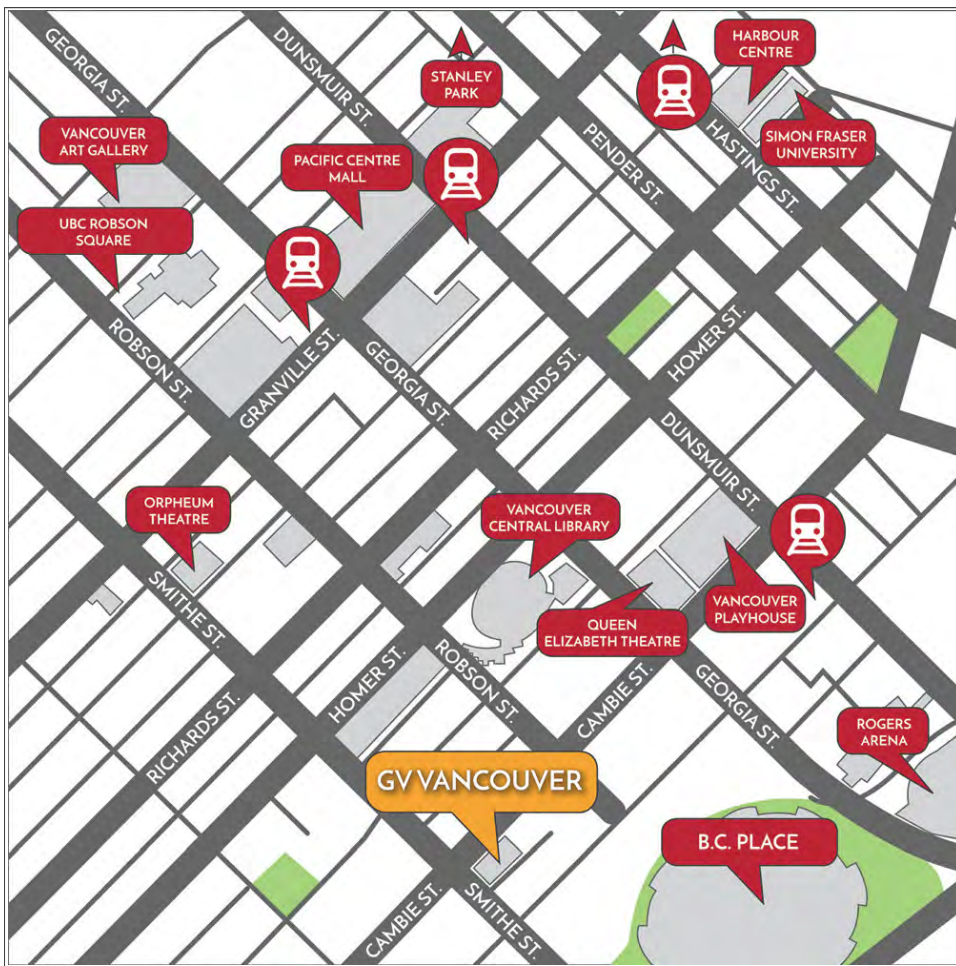 GEORGIA ST.
DUNSMUIR ST.
STANLEY
PARK
HARBOUR
CENTRE
VANCOUVER
ART GALLERY
PACIFIC CENTRE
MALL
PENDER ST.
HASTINGS ST.
SIMON FRASER
UNIVERSITY
UBC ROBSON
SQUARE
ROBSON ST.
GRANVILLE ST.
GEORGIA ST.
RICHARDS ST.
HOMER ST.
DUNSMUIR ST.
ORPHEUM
THEATRE
VANCOUVER
CENTRAL LIBRARY
SMITHE ST.
QUEEN
ELIZABETH THEATRE
VANCOUVER
PLAYHOUSE
RICHARDS ST.
HOMER ST.
ROBSON ST.
CAMBIE ST.
GEORGIA ST.
ROGERS
ARENA
GV VANCOUVER
B.C. PLACE
CAMBIE ST.
SMITHE ST.